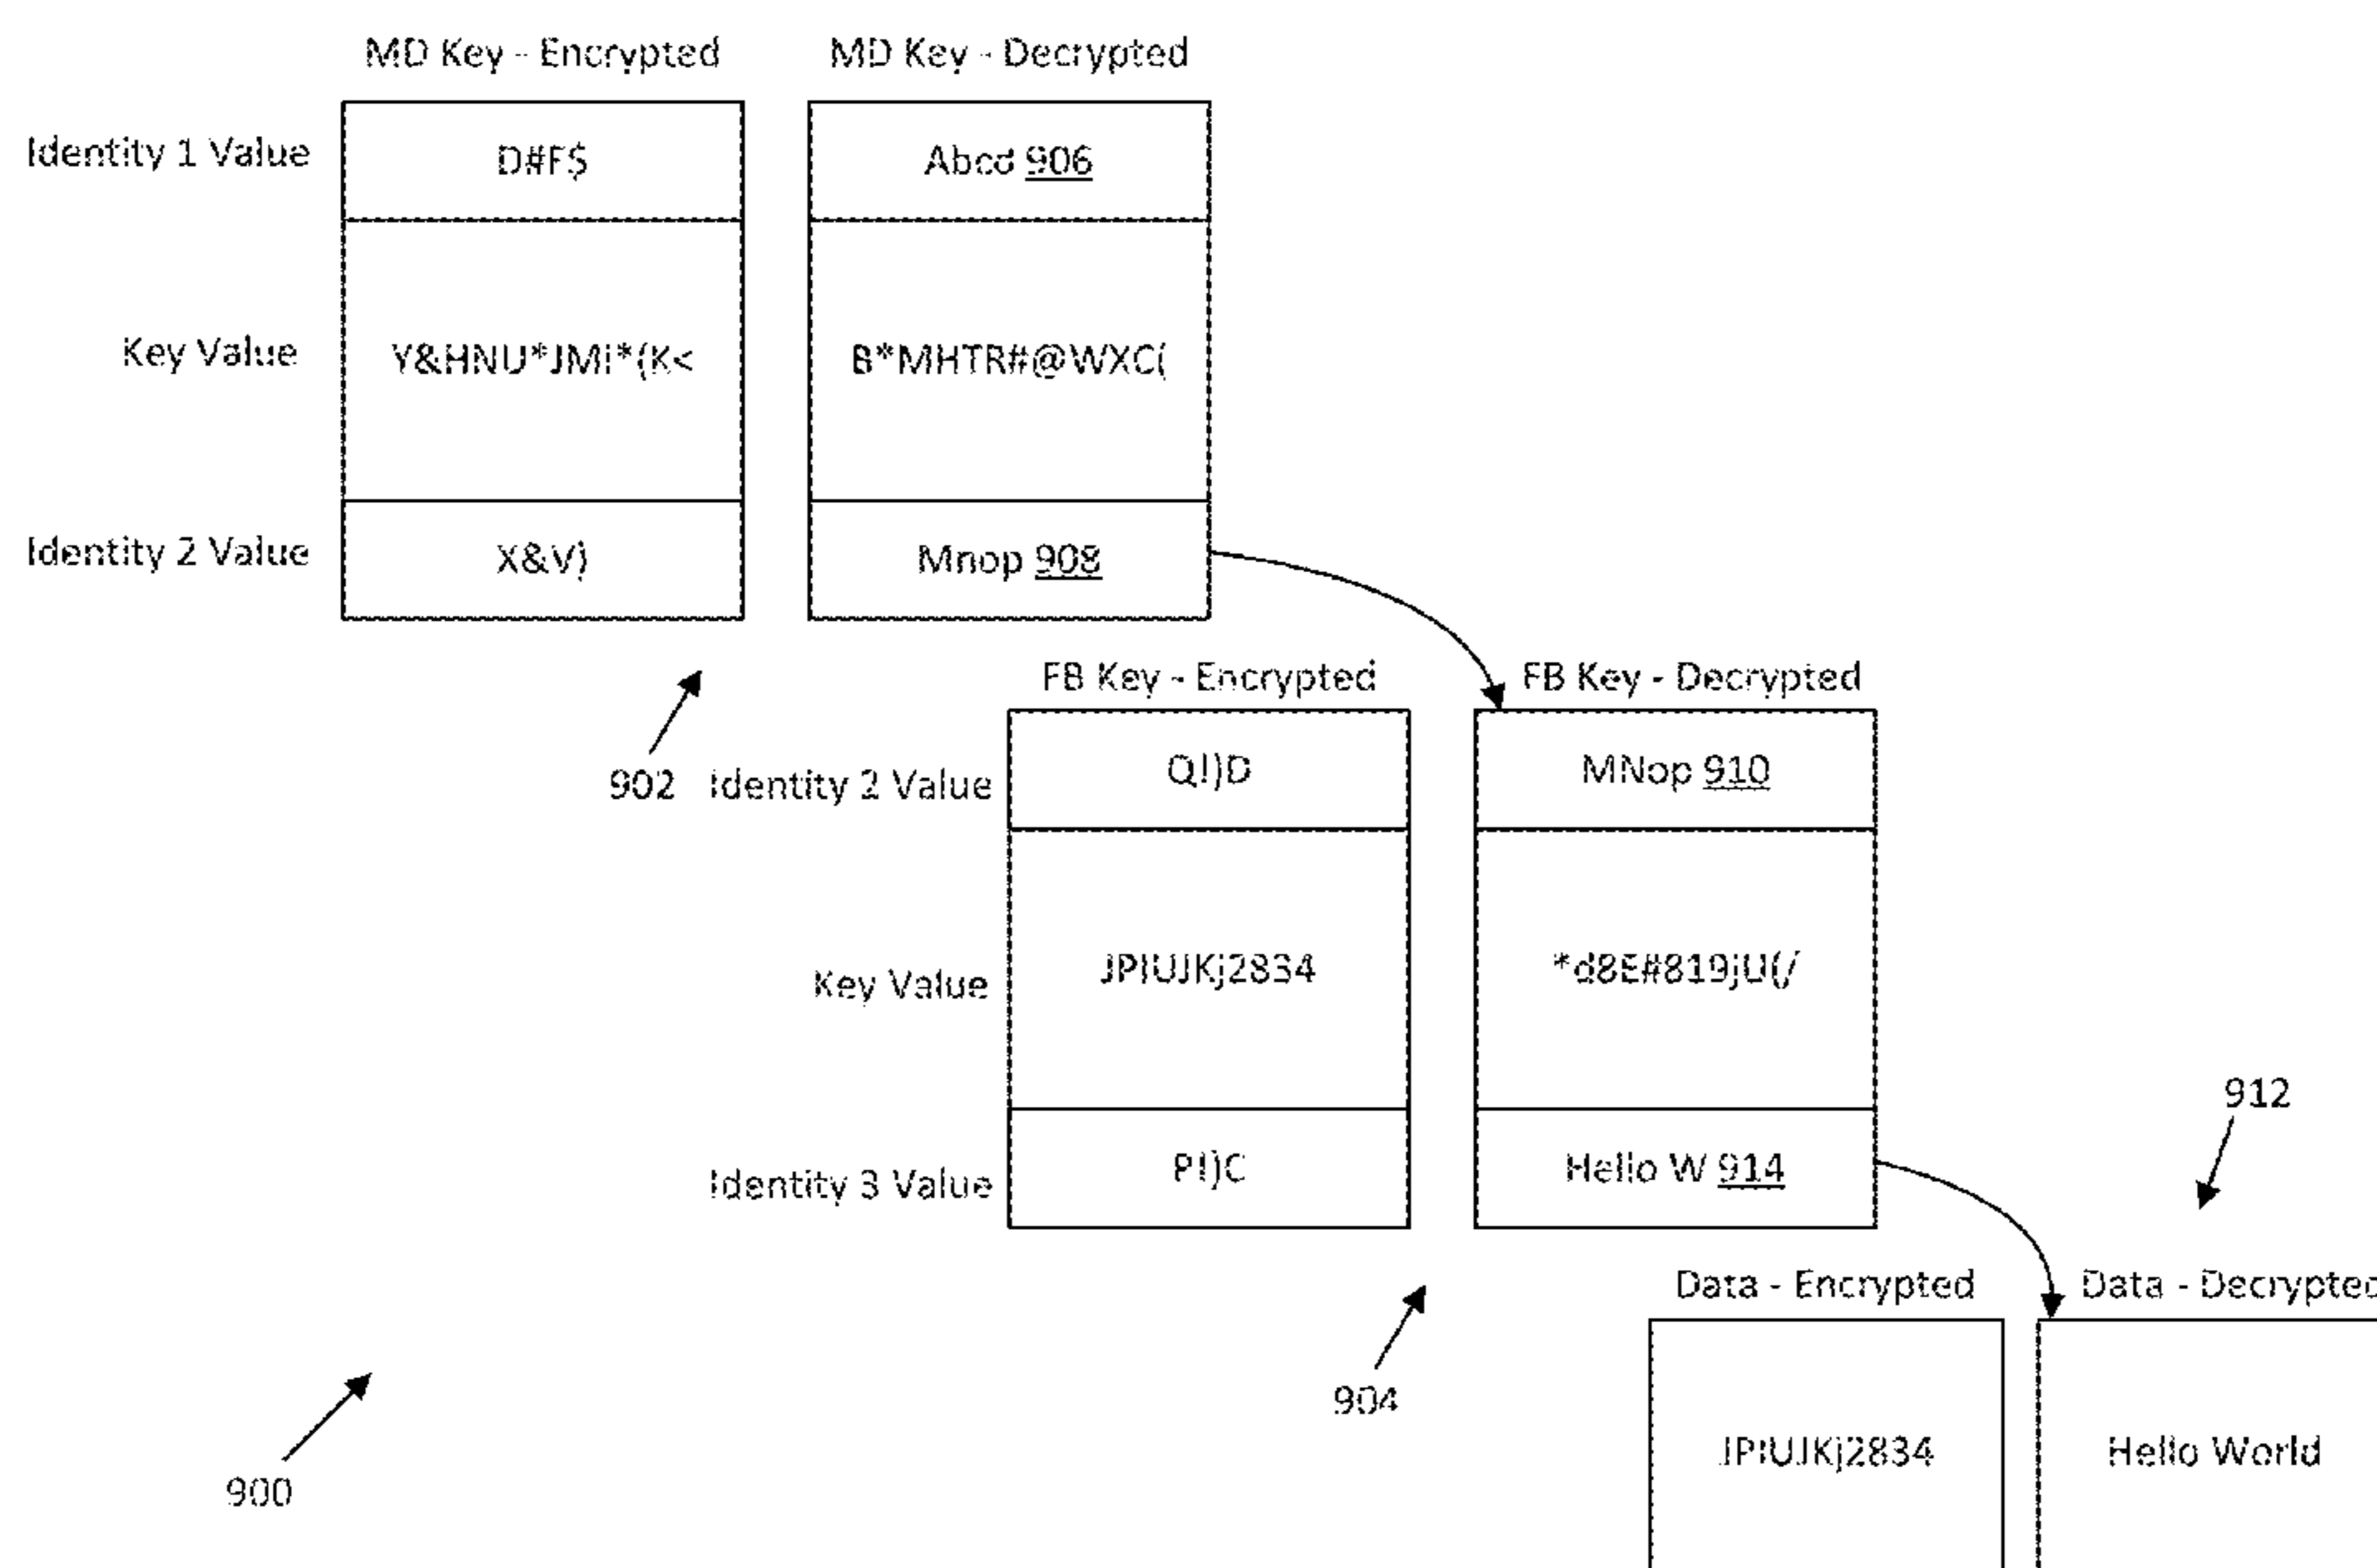 MD Key - Encrypted MD Key - Decrypted
Identity 1 Value D#F$ Abcd 906
Key Value Y&HNU*JMI*(K< B*MHTR#@WXC(
Identity 2 Value X&V) Mnop 908
FB Key - Encrypted FB Key - Decrypted
902 Identity 2 Value Q!)D MNop 910
Key Value JPIUJKj2834 *d8E#819jU(/
912
Identity 3 Value P!)C Hello W 914
Data - Encrypted Data - Decrypted
904
JPIUJKj2834 Hello World
900